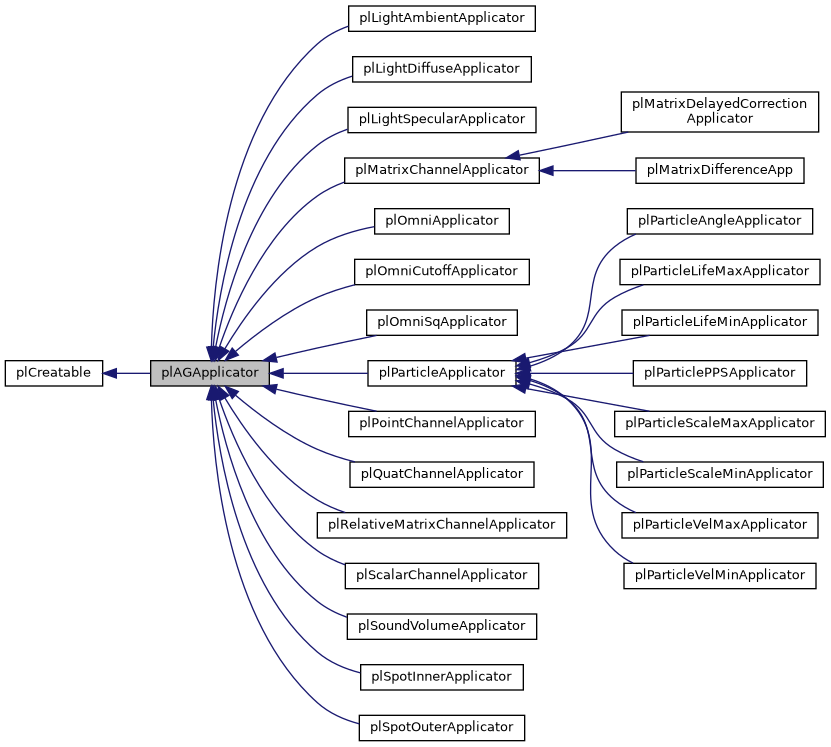 plCreatable
plAGApplicator
plLightAmbientApplicator
plLightDiffuseApplicator
plLightSpecularApplicator
plMatrixChannelApplicator
plOmniApplicator
plOmniCutoffApplicator
plOmniSqApplicator
plParticleApplicator
plPointChannelApplicator
plQuatChannelApplicator
plRelativeMatrixChannelApplicator
plScalarChannelApplicator
plSoundVolumeApplicator
plSpotInnerApplicator
plSpotOuterApplicator
plMatrixDelayedCorrection
Applicator
plMatrixDifferenceApp
plParticleAngleApplicator
plParticleLifeMaxApplicator
plParticleLifeMinApplicator
plParticlePPSApplicator
plParticleScaleMaxApplicator
plParticleScaleMinApplicator
plParticleVelMaxApplicator
plParticleVelMinApplicator